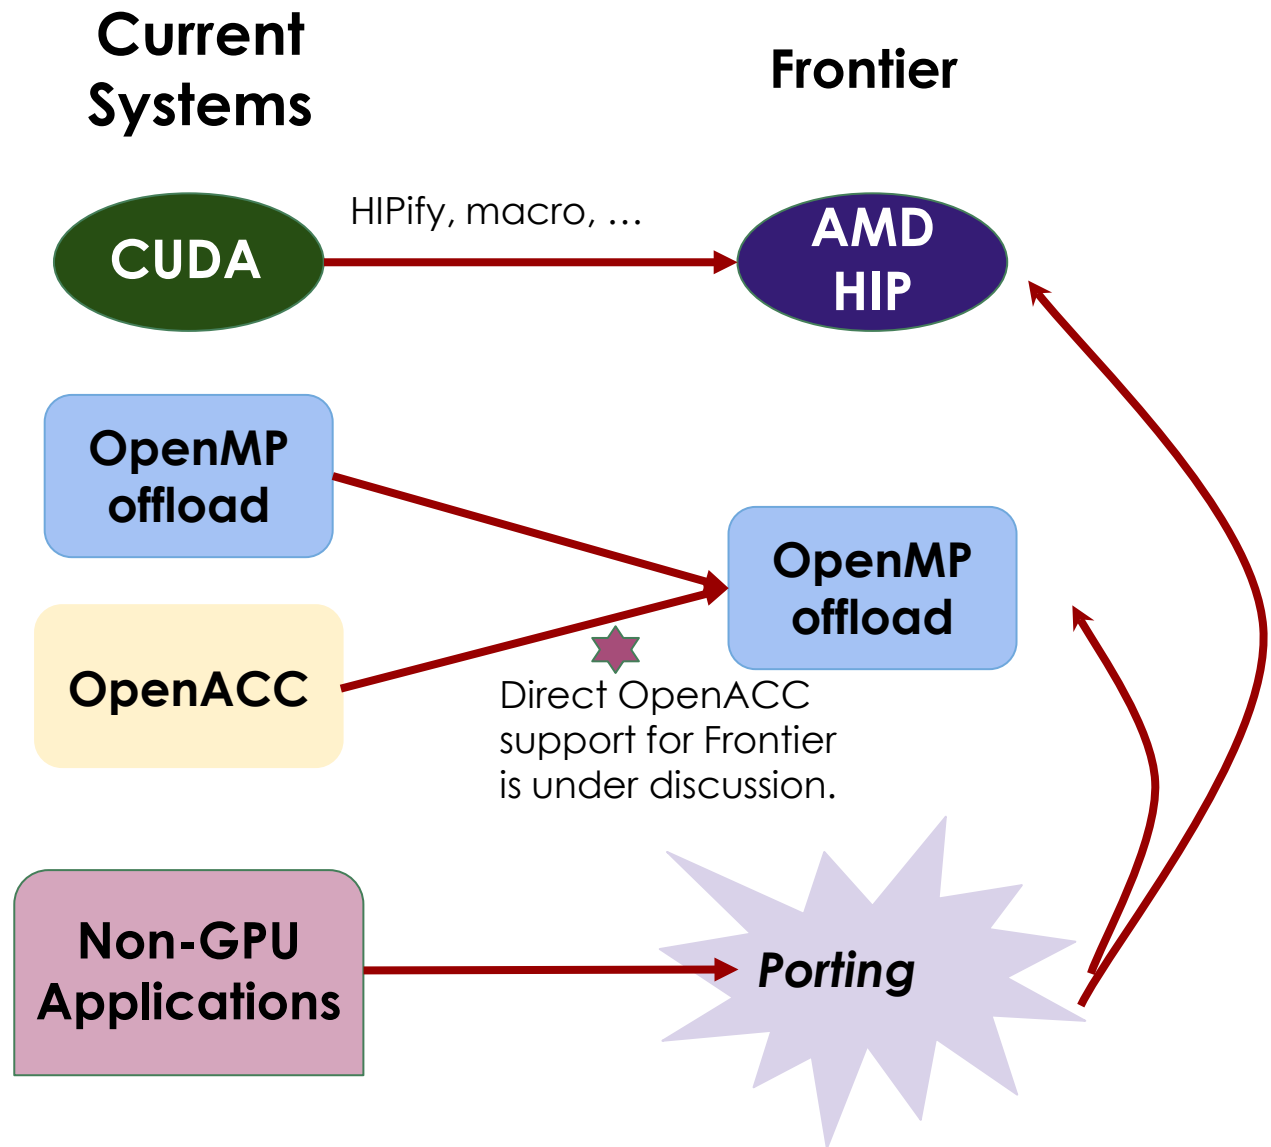 Current
Systems
Frontier
CUDA
HIPify, macro, …
AMD
HIP
OpenMP
offload
OpenMP
offload
OpenACC
Direct OpenACC
support for Frontier
is under discussion.
Non-GPU
Applications
Porting